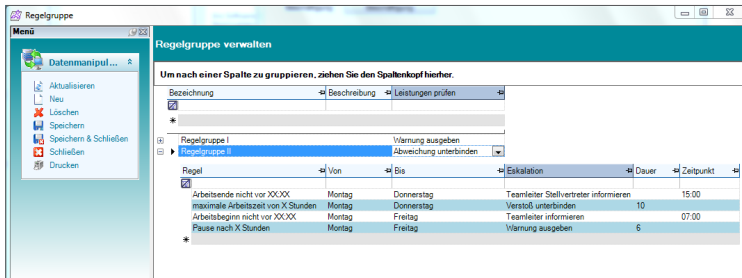 Regelgruppe
Menü
Regelgruppe verwalten
Datenmanipul...
Aktualisieren
Neu
Löschen
Speichern
Speichern & Schließen
Schließen
Drucken
Um nach einer Spalte zu gruppieren, ziehen Sie den Spaltenkopf hierher.
Bezeichnung Beschreibung Leistungen prüfen
Regelgruppe I Warnung ausgeben
Regelgruppe II Abweichung unterbinden
Regel Von Bis Eskalation Dauer Zeitpunkt
Arbeitsende nicht vor XX:XX Montag Donnerstag Teamleiter Stellvertreter informieren 15:00
maximale Arbeitszeit von X Stunden Montag Donnerstag Verstoß unterbinden 10
Arbeitsbeginn nicht vor XX:XX Montag Freitag Teamleiter informieren 07:00
Pause nach X Stunden Montag Freitag Warnung ausgeben 6